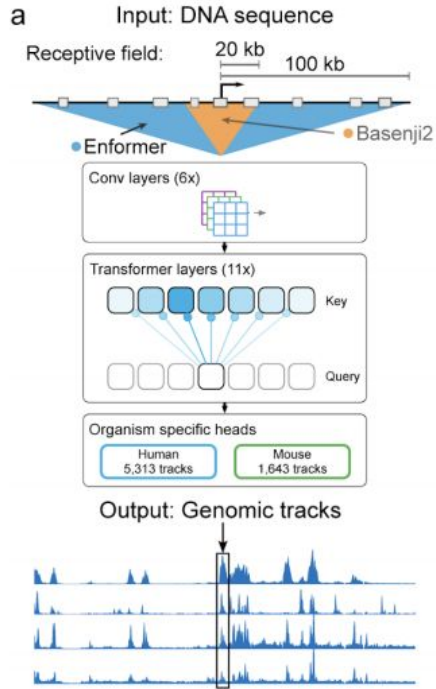 a
Input: DNA sequence
Receptive field:
20 kb
100 kb
Enformer
Basenji2
Conv layers (6x)
Transformer layers (11x)
Key
Query
Organism specific heads
Human
5,313 tracks
Mouse
1,643 tracks
Output: Genomic tracks